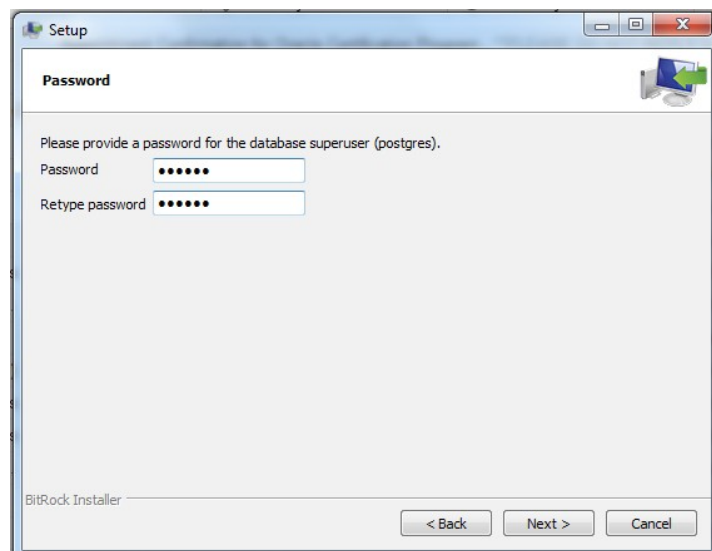 Setup
Password
Please provide a password for the database superuser (postgres).
Password ••••••
Retype password ••••••
BitRock Installer
< Back Next > Cancel